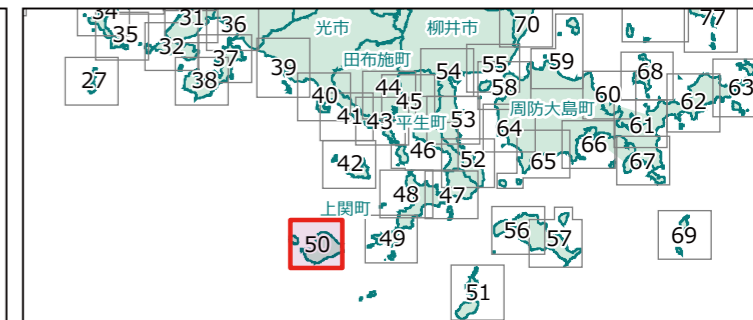 34 31 36 光市 柳井市 70 77
35 32 37 39 田布施町 54 55 59 68
27 38 40 44 45 58 周防大島町 60 62 63
41 43 平生町 53 64 61
42 46 52 65 66 67
48 47
上関町
50 49 56 57 69
51